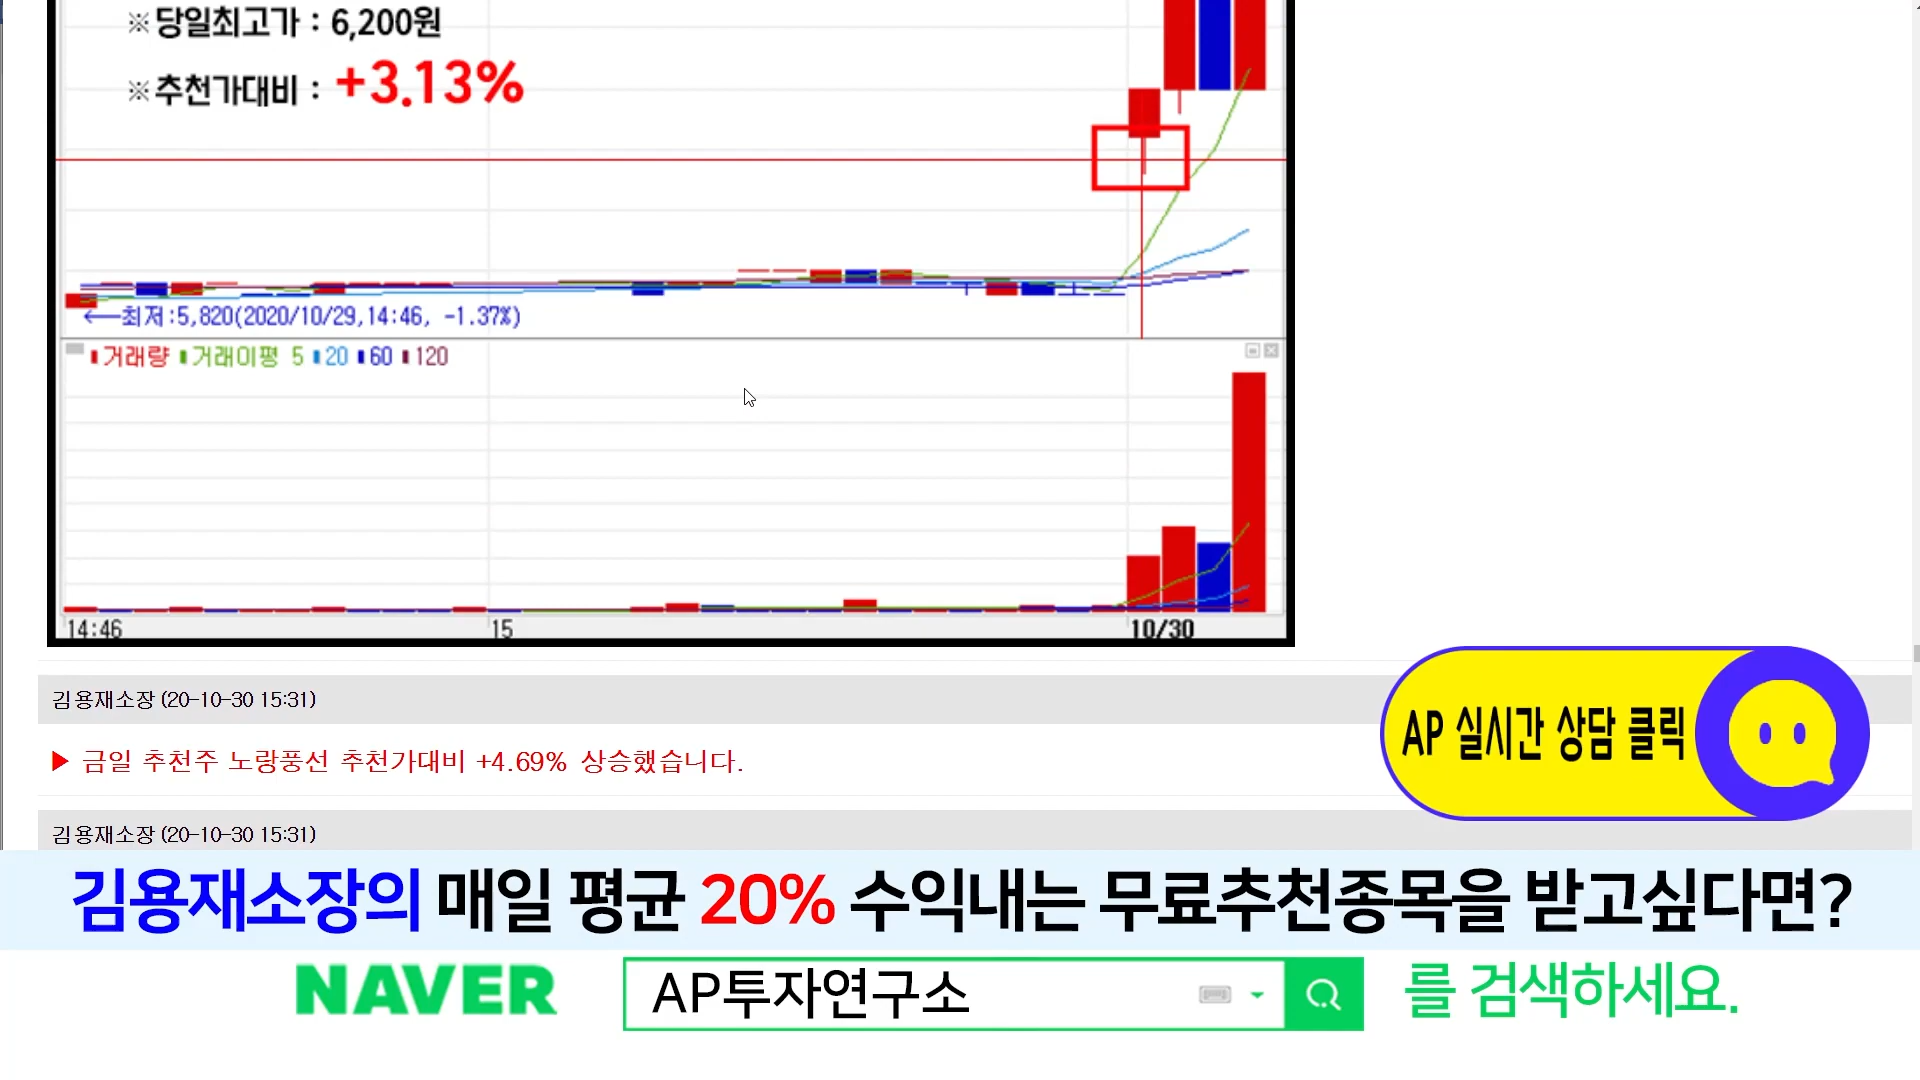 ※당일최고가 : 6,200원
※추천가대비 : +3.13%
←최저:5,820(2020/10/29,14:46, -1.37%)
거래량 거래이평 5 20 60 120
14:46 15 10/30
김용재소장 (20-10-30 15:31)
▶ 금일 추천주 노랑풍선 추천가대비 +4.69% 상승했습니다.
AP 실시간 상담 클릭
김용재소장 (20-10-30 15:31)
김용재소장의 매일 평균 20% 수익내는 무료추천종목을 받고싶다면?
NAVER AP투자연구소 를 검색하세요.